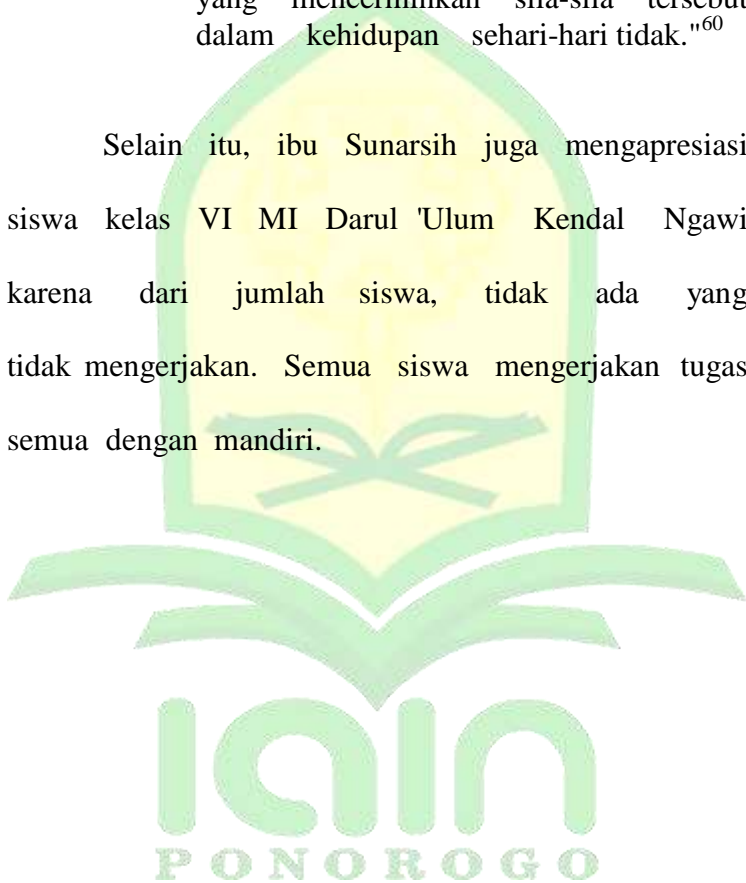 yang mencerminkan sila-sila tersebut
dalam kehidupan sehari-hari tidak."60
Selain itu, ibu Sunarsih juga mengapresiasi
siswa kelas VI MI Darul 'Ulum Kendal Ngawi
karena dari jumlah siswa, tidak ada yang
tidak mengerjakan. Semua siswa mengerjakan tugas
semua dengan mandiri.
IAIN
PONOROGO